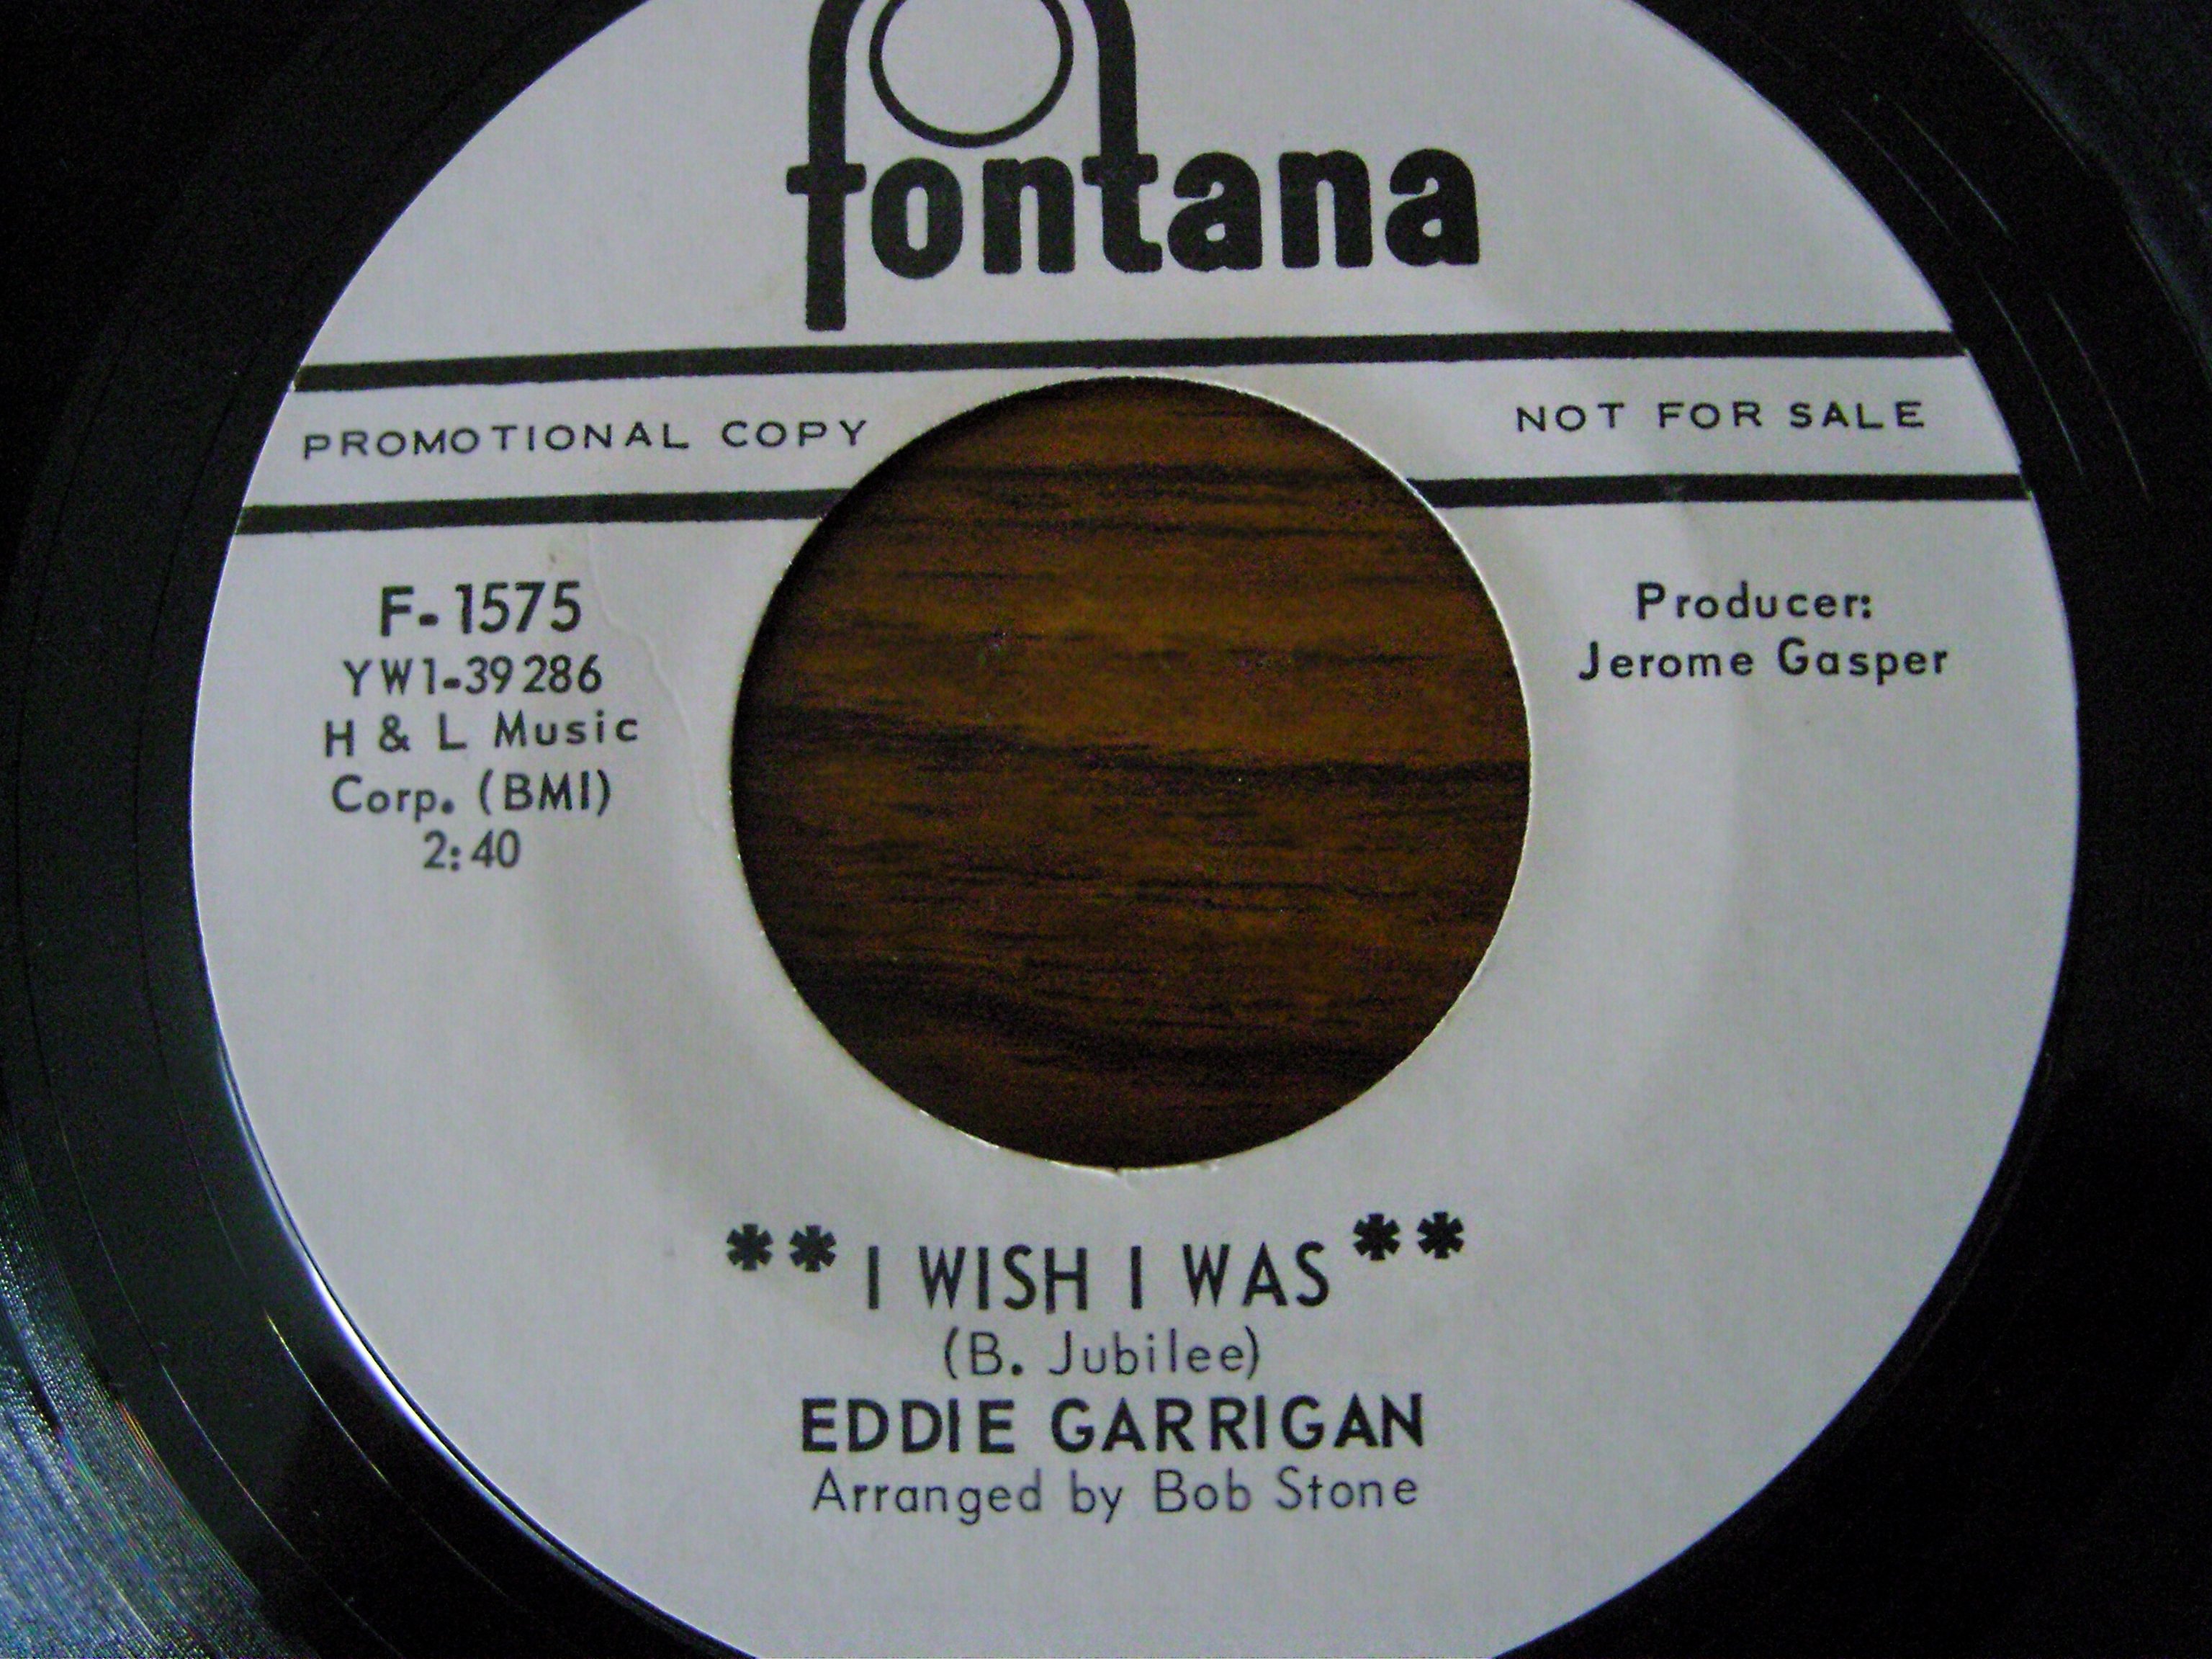 fontana
PROMOTIONAL COPY NOT FOR SALE
F-1575
YW1-39286
H & L Music
Corp. (BMI)
2:40
Producer:
Jerome Gasper
** I WISH I WAS **
(B. Jubilee)
EDDIE GARRIGAN
Arranged by Bob Stone